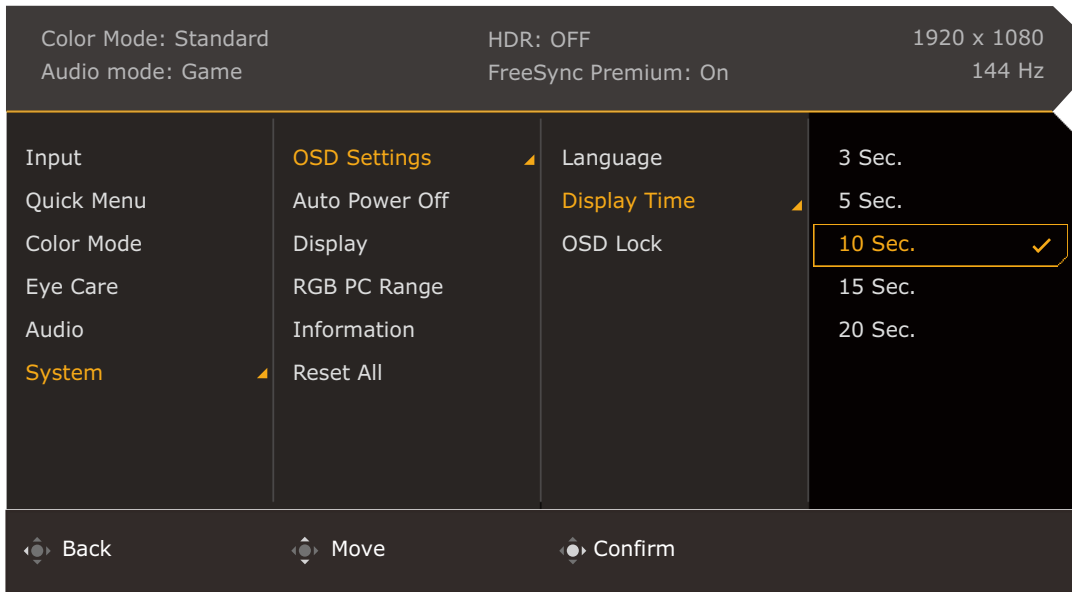 Color Mode: Standard
Audio mode: Game
HDR: OFF
FreeSync Premium: On
1920 x 1080
144 Hz
Input
Quick Menu
Color Mode
Eye Care
Audio
System
OSD Settings
Auto Power Off
Display
RGB PC Range
Information
Reset All
Language
Display Time
OSD Lock
3 Sec.
5 Sec.
10 Sec.
15 Sec.
20 Sec.
Back
Move
Confirm